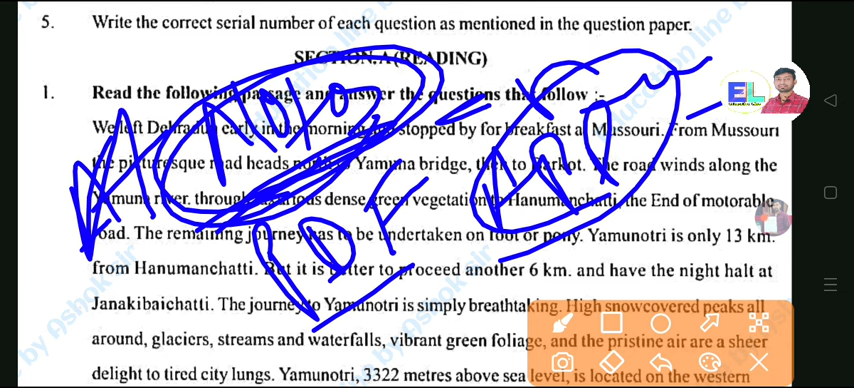 5. Write the correct serial number of each question as mentioned in the question paper.
SECTION-A (READING)
1. Read the following passage and answer the questions that follow :-
We left Dehradun early in the morning and stopped by for breakfast at Mussouri. From Mussouri
the picturesque road heads north to Yamuna bridge, then to Barkot. The road winds along the
Yamuna river. through dense green vegetation to Hanumanchatti, the End of motorable
road. The remaining journey has to be undertaken on foot or pony. Yamunotri is only 13 km.
from Hanumanchatti. But it is better to proceed another 6 km. and have the night halt at
Janakibaichatti. The journey to Yamunotri is simply breathtaking. High snowcovered peaks all
around, glaciers, streams and waterfalls, vibrant green foliage, and the pristine air are a sheer
delight to tired city lungs. Yamunotri, 3322 metres above sea level, is located on the western
PDF
EL
by Ashok sir